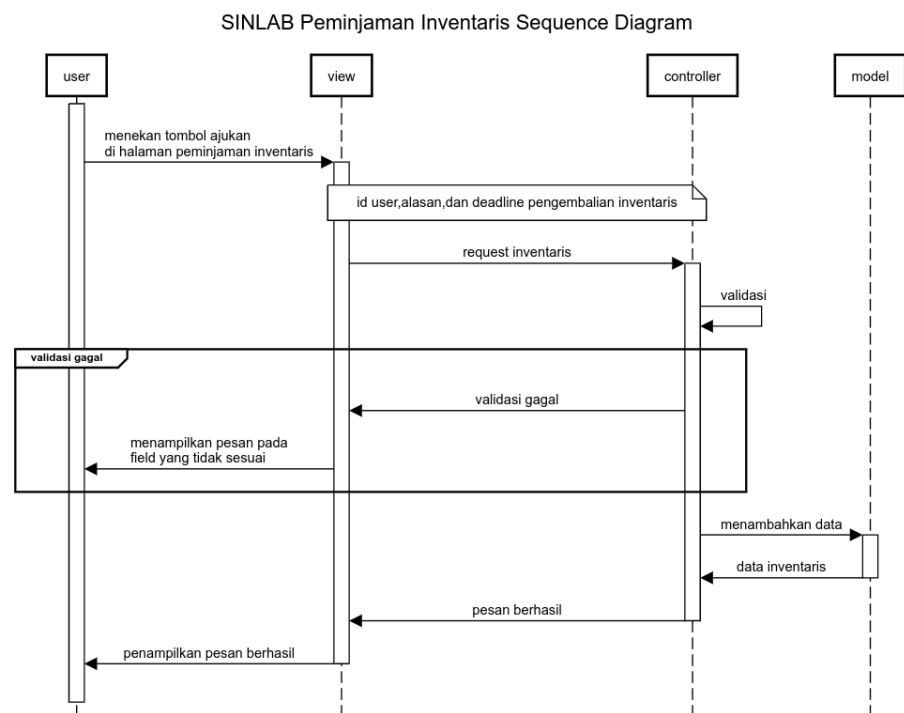 SINLAB Peminjaman Inventaris Sequence Diagram
user
view
controller
model
menekan tombol ajukan
di halaman peminjaman inventaris
id user,alasan,dan deadline pengembalian inventaris
request inventaris
validasi
validasi gagal
validasi gagal
menampilkan pesan pada
field yang tidak sesuai
menambahkan data
data inventaris
pesan berhasil
penampilkan pesan berhasil